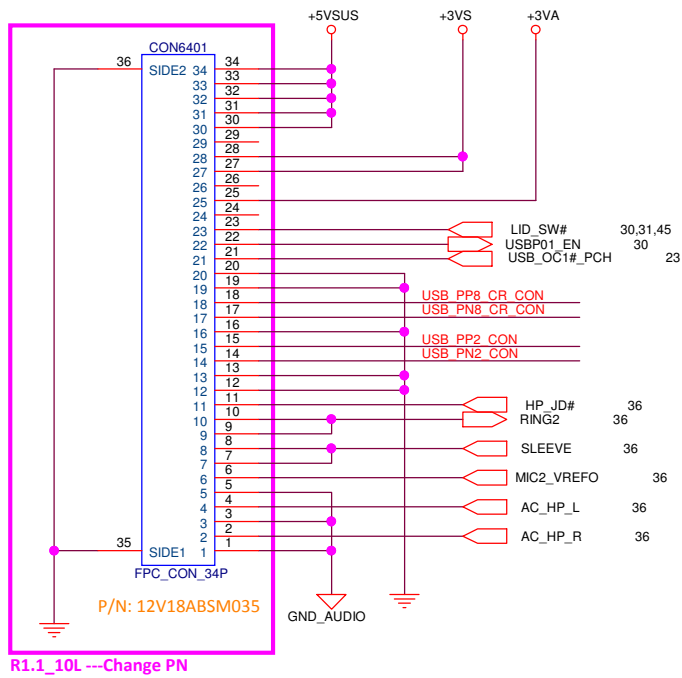 +5VSUS +3VS +3VA
CON6401
36 SIDE2 34 34
33 33
32 32
31 31
30 30
29 29
28 28
27 27
26 26
25 25
24 24
23 23 LID_SW# 30,31,45
22 22 USBP01_EN 30
21 21 USB_OC1#_PCH 23
20 20
19 19
18 18 USB_PP8_CR_CON
17 17 USB_PN8_CR_CON
16 16
15 15 USB_PP2_CON
14 14 USB_PN2_CON
13 13
12 12
11 11 HP_JD# 36
10 10 RING2 36
9 9
8 8 SLEEVE 36
7 7
6 6 MIC2_VREFO 36
5 5
4 4 AC_HP_L 36
3 3
2 2 AC_HP_R 36
35 SIDE1 1 1
FPC_CON_34P
P/N: 12V18ABSM035
GND_AUDIO
R1.1_10L ---Change PN